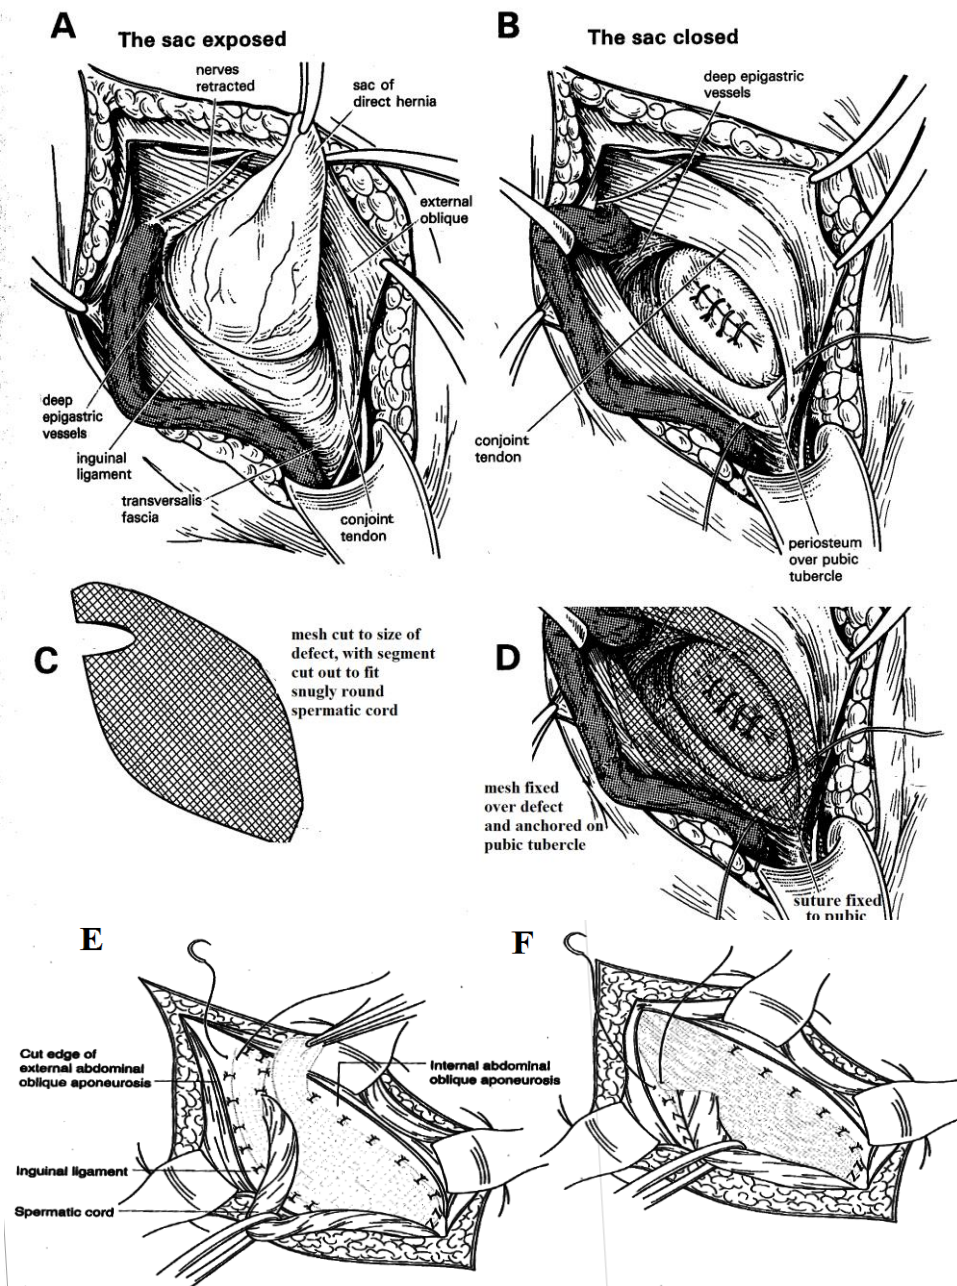 A
The sac exposed
nerves
retracted
sac of
direct hernia
external
oblique
deep
epigastric
vessels
inguinal
ligament
transversalis
fascia
conjoint
tendon
B
The sac closed
deep epigastric
vessels
conjoint
tendon
periosteum
over pubic
tubercle
C
mesh cut to size of
defect, with segment
cut out to fit
snugly round
spermatic cord
D
mesh fixed
over defect
and anchored on
pubic tubercle
suture fixed
to pubic
E
Cut edge of
external abdominal
oblique aponeurosis
Internal abdominal
oblique aponeurosis
Inguinal ligament
Spermatic cord
F